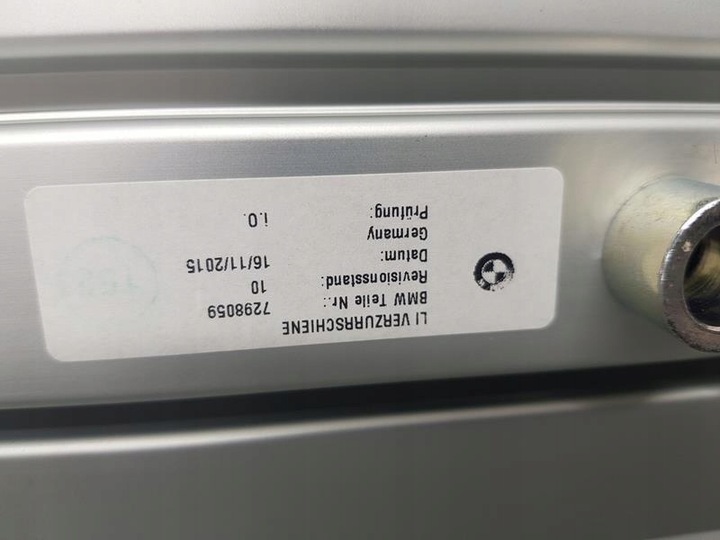 LI VERZURRSCHIENE
BMW Teile Nr.: 7298059
Revisionsstand: 10
Datum: 16/11/2015
Germany
Prüfung: i.O.